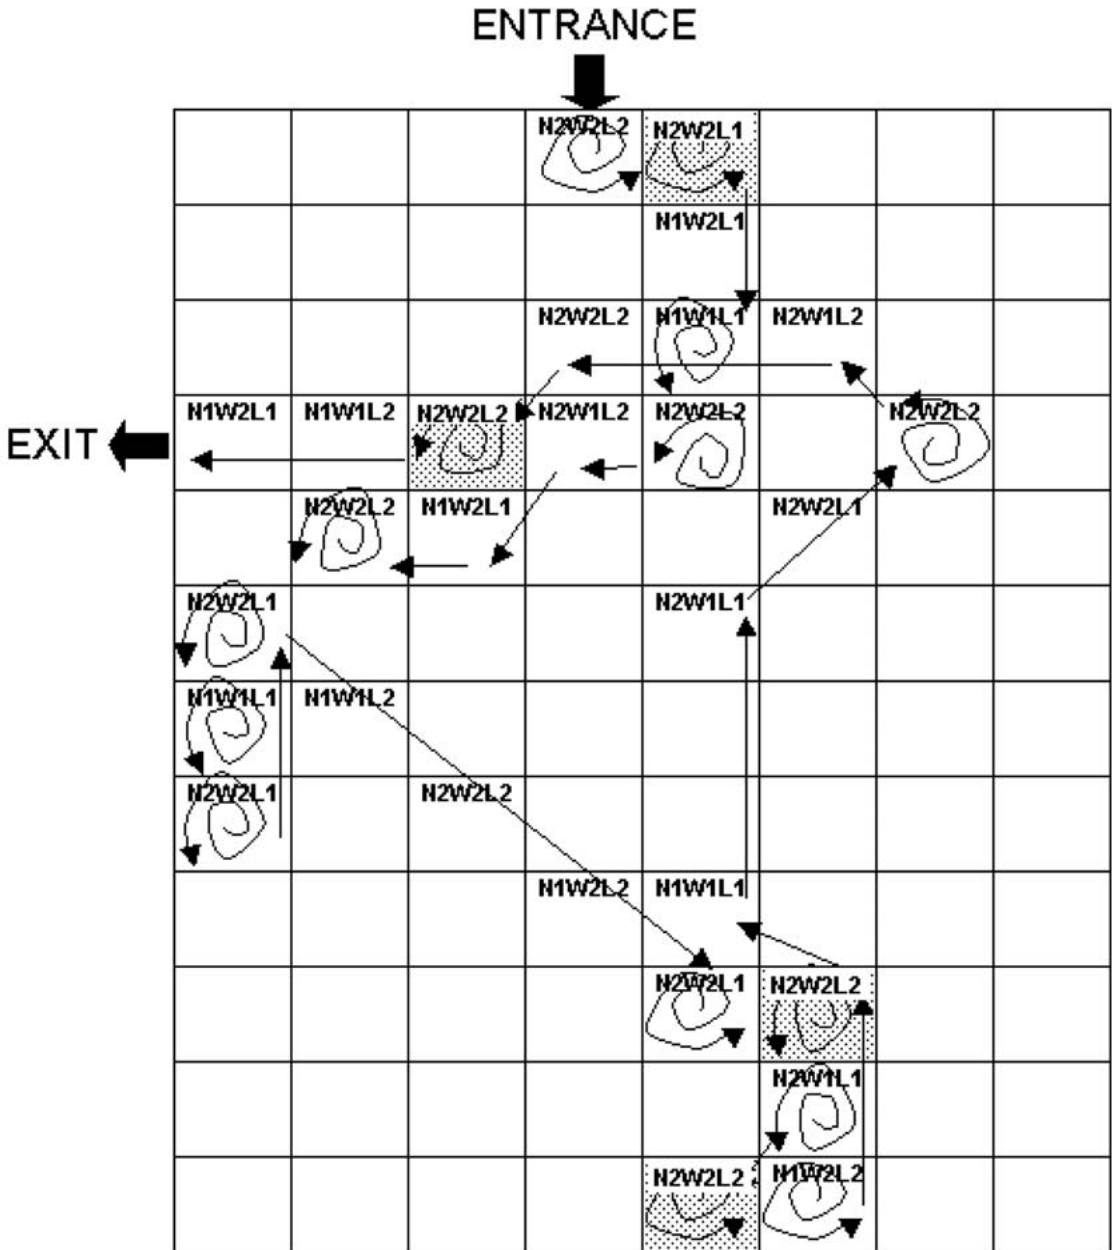 ENTRANCE
N2W2L2 N2W2L1
N1W2L1
N2W2L2 N1W1L1 N2W1L2
EXIT
N1W2L1 N1W1L2 N2W2L2 N2W1L2 N2W2L2 N2W2L2
N2W2L2 N1W2L1 N2W2L1
N2W2L1 N2W1L1
N1W1L1 N1W1L2
N2W2L1 N2W2L2
N1W2L2 N1W1L1
N2W2L1 N2W2L2
N2W1L1
N2W2L2 N1W2L2